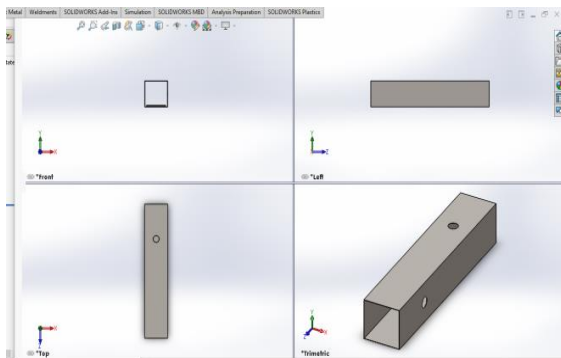 Metal Weldments SOLIDWORKS Add-Ins Simulation SOLIDWORKS MBD Analysis Preparation SOLIDWORKS Plastics
Y
X
*Front
Y
Z
*Left
X
Z
*Top
Y
Z
X
*Trimetric